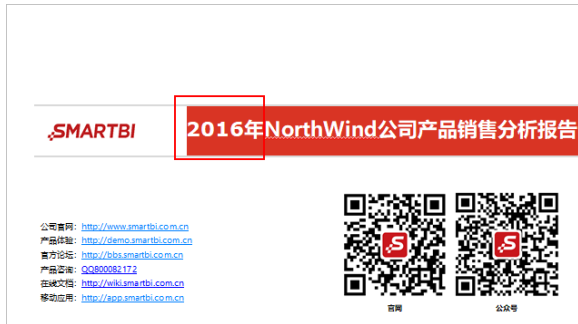 SMARTBI
2016年NorthWind公司产品销售分析报告
公司官网：http://www.smartbi.com.cn
产品体验：http://demo.smartbi.com.cn
官方论坛：http://bbs.smartbi.com.cn
产品咨询：QQ800082172
在线文档：http://wiki.smartbi.com.cn
移动应用：http://app.smartbi.com.cn
官网
公众号